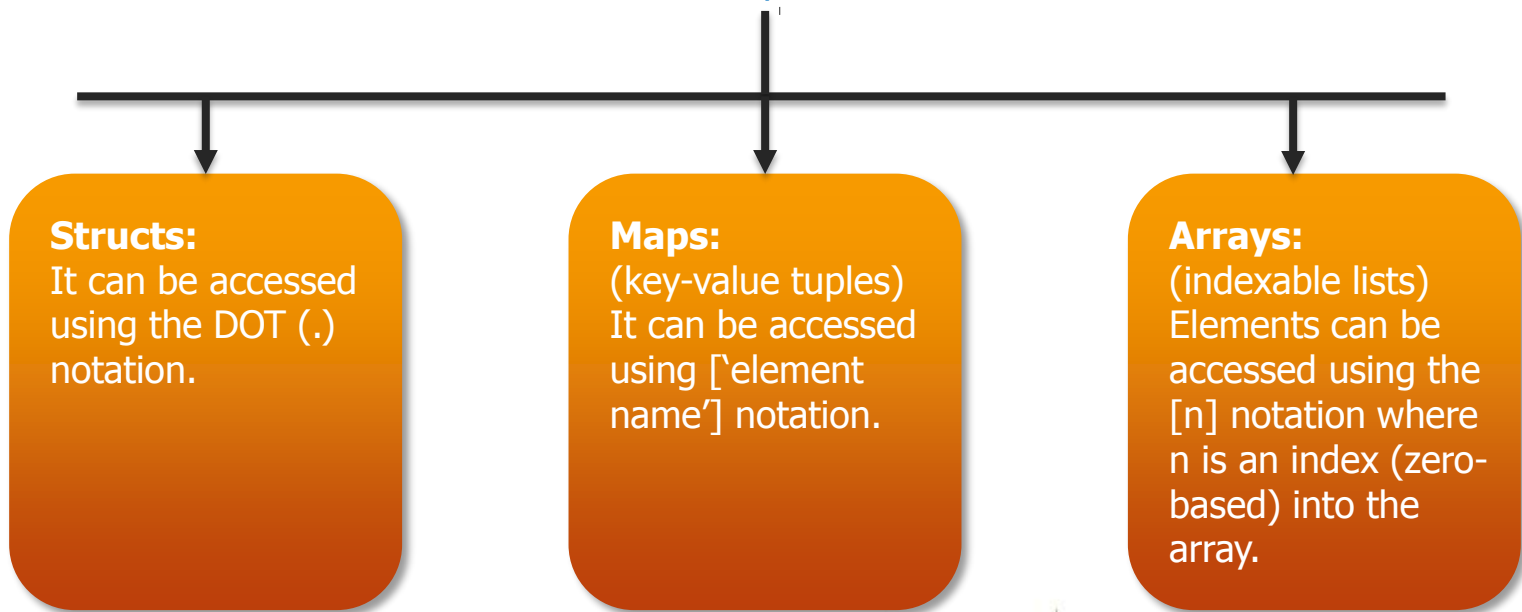 Structs:
It can be accessed
using the DOT (.)
notation.
Maps:
(key-value tuples)
It can be accessed
using [‘element
name’] notation.
Arrays:
(indexable lists)
Elements can be
accessed using the
[n] notation where
n is an index (zero-
based) into the
array.